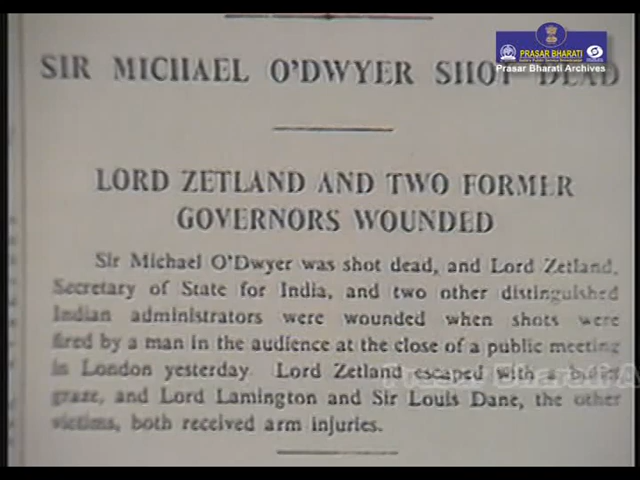 PRASAR BHARATI
Prasar Bharati Archives
SIR MICHAEL O'DWYER SHOT DEAD
LORD ZETLAND AND TWO FORMER
GOVERNORS WOUNDED
Sir Michael O'Dwyer was shot dead, and Lord Zetland,
Secretary of State for India, and two other distinguished
Indian administrators were wounded when shots were
fired by a man in the audience at the close of a public meeting
in London yesterday. Lord Zetland escaped with a bullet
graze, and Lord Lamington and Sir Louis Dane, the other
victims, both received arm injuries.
Prasar Bharati A